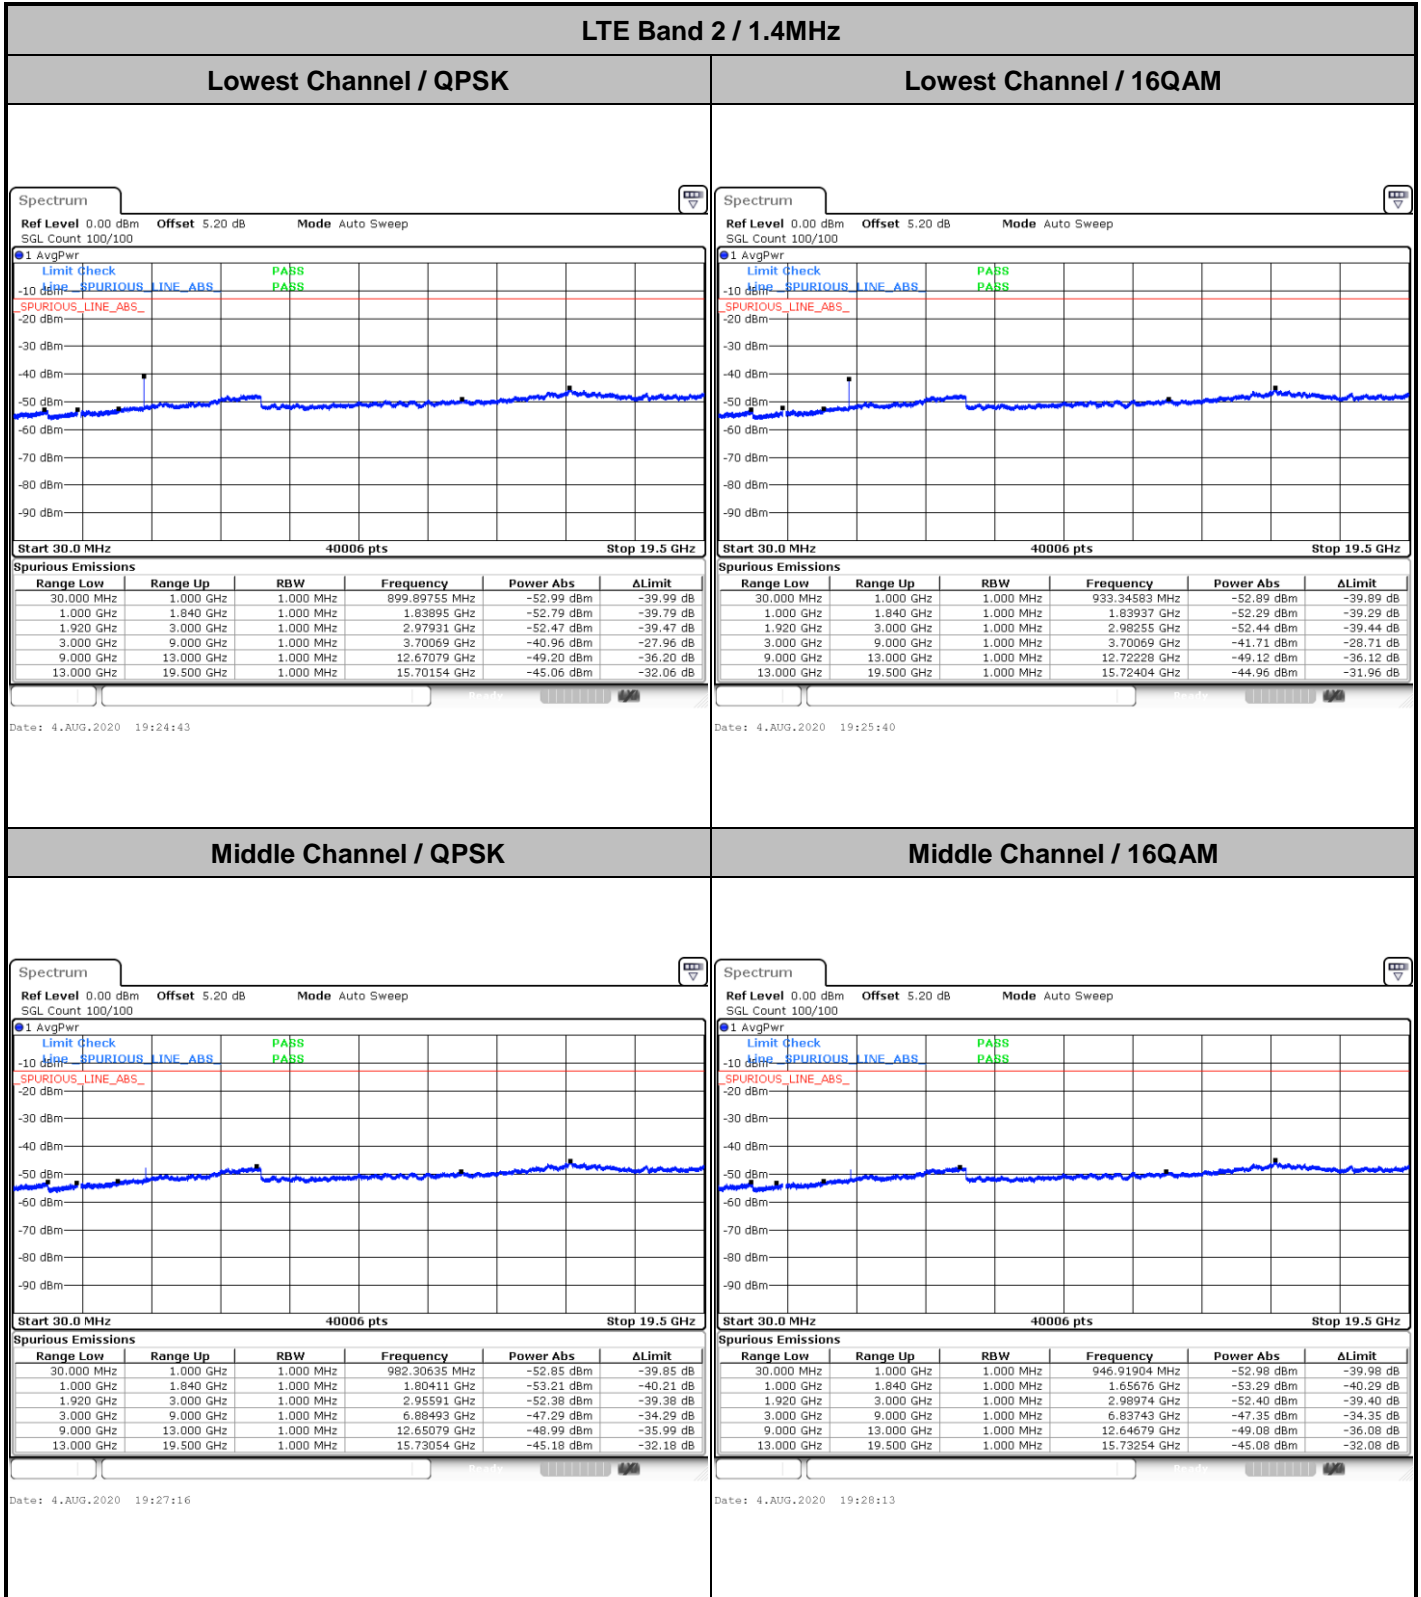 LTE Band 2 / 1.4MHz
Lowest Channel / QPSK
Lowest Channel / 16QAM
Spectrum
Ref Level 0.00 dBm Offset 5.20 dB Mode Auto Sweep
SGL Count 100/100
1 AvgPwr
Limit Check PASS
-10 dBm Line _SPURIOUS_LINE_ABS_ PASS
_SPURIOUS_LINE_ABS_
-20 dBm
-30 dBm
-40 dBm
-50 dBm
-60 dBm
-70 dBm
-80 dBm
-90 dBm
Start 30.0 MHz 40006 pts Stop 19.5 GHz
Spurious Emissions
Range Low Range Up RBW Frequency Power Abs ΔLimit
30.000 MHz 1.000 GHz 1.000 MHz 899.89755 MHz -52.99 dBm -39.99 dB
1.000 GHz 1.840 GHz 1.000 MHz 1.83895 GHz -52.79 dBm -39.79 dB
1.920 GHz 3.000 GHz 1.000 MHz 2.97931 GHz -52.47 dBm -39.47 dB
3.000 GHz 9.000 GHz 1.000 MHz 3.70069 GHz -40.96 dBm -27.96 dB
9.000 GHz 13.000 GHz 1.000 MHz 12.67079 GHz -49.20 dBm -36.20 dB
13.000 GHz 19.500 GHz 1.000 MHz 15.70154 GHz -45.06 dBm -32.06 dB
Ready
Date: 4.AUG.2020 19:24:43
Spectrum
Ref Level 0.00 dBm Offset 5.20 dB Mode Auto Sweep
SGL Count 100/100
1 AvgPwr
Limit Check PASS
-10 dBm Line _SPURIOUS_LINE_ABS_ PASS
_SPURIOUS_LINE_ABS_
-20 dBm
-30 dBm
-40 dBm
-50 dBm
-60 dBm
-70 dBm
-80 dBm
-90 dBm
Start 30.0 MHz 40006 pts Stop 19.5 GHz
Spurious Emissions
Range Low Range Up RBW Frequency Power Abs ΔLimit
30.000 MHz 1.000 GHz 1.000 MHz 933.34583 MHz -52.89 dBm -39.89 dB
1.000 GHz 1.840 GHz 1.000 MHz 1.83937 GHz -52.29 dBm -39.29 dB
1.920 GHz 3.000 GHz 1.000 MHz 2.98255 GHz -52.44 dBm -39.44 dB
3.000 GHz 9.000 GHz 1.000 MHz 3.70069 GHz -41.71 dBm -28.71 dB
9.000 GHz 13.000 GHz 1.000 MHz 12.72228 GHz -49.12 dBm -36.12 dB
13.000 GHz 19.500 GHz 1.000 MHz 15.72404 GHz -44.96 dBm -31.96 dB
Ready
Date: 4.AUG.2020 19:25:40
Middle Channel / QPSK
Middle Channel / 16QAM
Spectrum
Ref Level 0.00 dBm Offset 5.20 dB Mode Auto Sweep
SGL Count 100/100
1 AvgPwr
Limit Check PASS
-10 dBm Line _SPURIOUS_LINE_ABS_ PASS
_SPURIOUS_LINE_ABS_
-20 dBm
-30 dBm
-40 dBm
-50 dBm
-60 dBm
-70 dBm
-80 dBm
-90 dBm
Start 30.0 MHz 40006 pts Stop 19.5 GHz
Spurious Emissions
Range Low Range Up RBW Frequency Power Abs ΔLimit
30.000 MHz 1.000 GHz 1.000 MHz 982.30635 MHz -52.85 dBm -39.85 dB
1.000 GHz 1.840 GHz 1.000 MHz 1.80411 GHz -53.21 dBm -40.21 dB
1.920 GHz 3.000 GHz 1.000 MHz 2.95591 GHz -52.38 dBm -39.38 dB
3.000 GHz 9.000 GHz 1.000 MHz 6.88493 GHz -47.29 dBm -34.29 dB
9.000 GHz 13.000 GHz 1.000 MHz 12.65079 GHz -48.99 dBm -35.99 dB
13.000 GHz 19.500 GHz 1.000 MHz 15.73054 GHz -45.18 dBm -32.18 dB
Ready
Date: 4.AUG.2020 19:27:16
Spectrum
Ref Level 0.00 dBm Offset 5.20 dB Mode Auto Sweep
SGL Count 100/100
1 AvgPwr
Limit Check PASS
-10 dBm Line _SPURIOUS_LINE_ABS_ PASS
_SPURIOUS_LINE_ABS_
-20 dBm
-30 dBm
-40 dBm
-50 dBm
-60 dBm
-70 dBm
-80 dBm
-90 dBm
Start 30.0 MHz 40006 pts Stop 19.5 GHz
Spurious Emissions
Range Low Range Up RBW Frequency Power Abs ΔLimit
30.000 MHz 1.000 GHz 1.000 MHz 946.91904 MHz -52.98 dBm -39.98 dB
1.000 GHz 1.840 GHz 1.000 MHz 1.65676 GHz -53.29 dBm -40.29 dB
1.920 GHz 3.000 GHz 1.000 MHz 2.98974 GHz -52.40 dBm -39.40 dB
3.000 GHz 9.000 GHz 1.000 MHz 6.83743 GHz -47.35 dBm -34.35 dB
9.000 GHz 13.000 GHz 1.000 MHz 12.64679 GHz -49.08 dBm -36.08 dB
13.000 GHz 19.500 GHz 1.000 MHz 15.73254 GHz -45.08 dBm -32.08 dB
Ready
Date: 4.AUG.2020 19:28:13